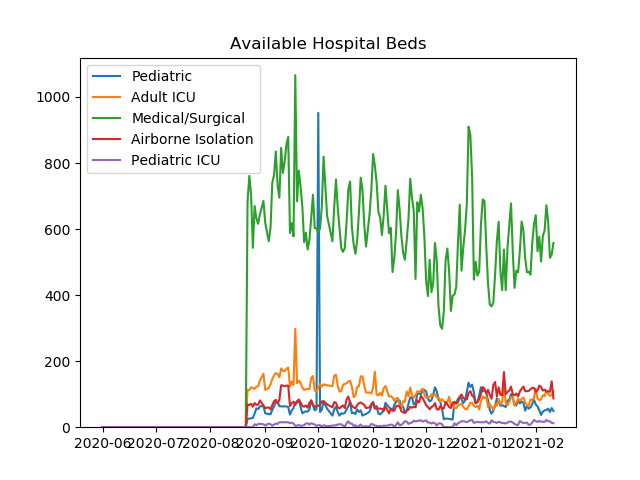 Available Hospital Beds
Pediatric
Adult ICU
Medical/Surgical
Airborne Isolation
Pediatric ICU
1000
800
600
400
200
0
2020-06 2020-07 2020-08 2020-09 2020-10 2020-11 2020-12 2021-01 2021-02